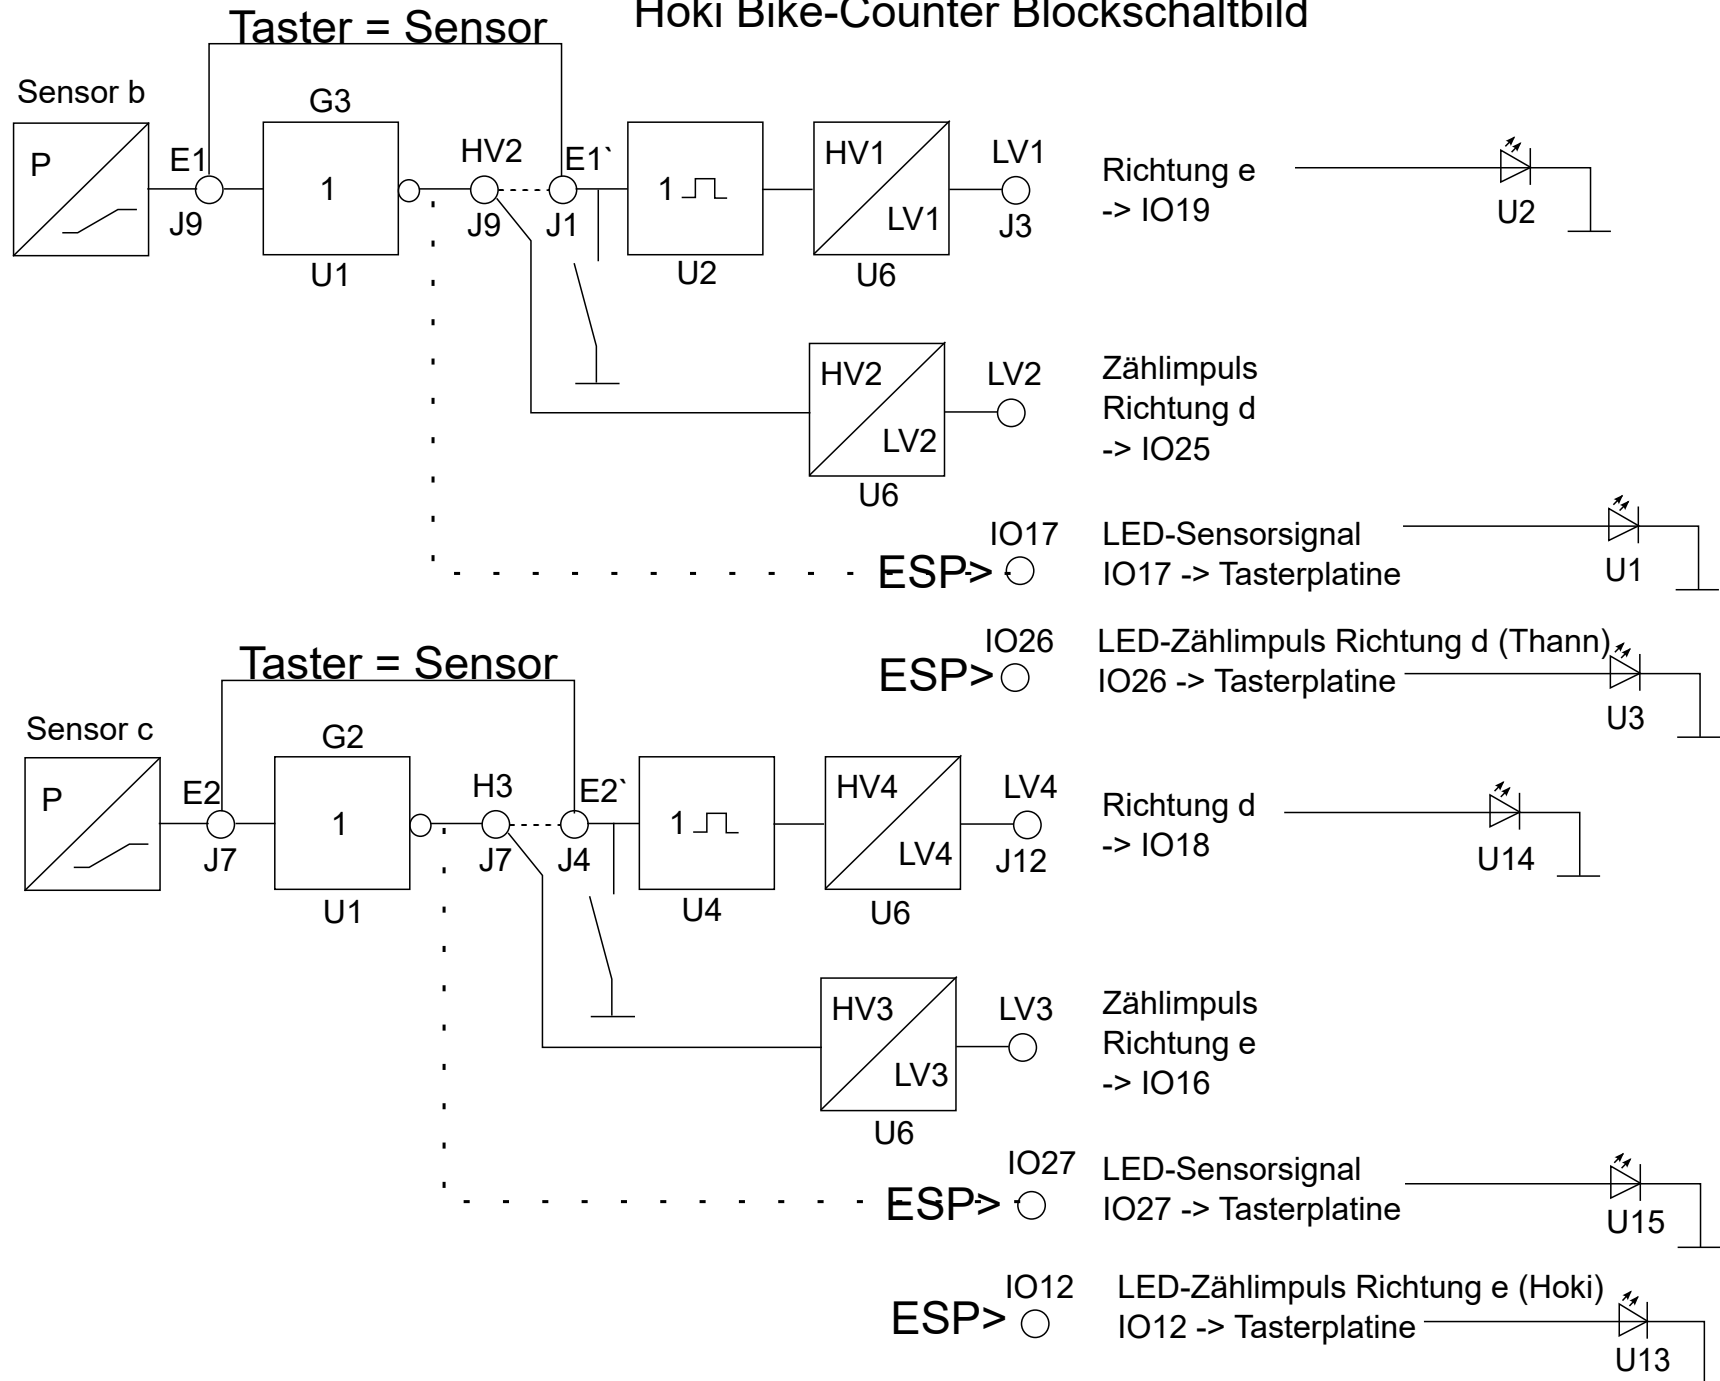 Hoki Bike-Counter Blockschaltbild
Taster = Sensor
Sensor b
G3
P
E1
J9
1
U1
HV2
J9
E1`
J1
1
U2
HV1
LV1
U6
LV1
J3
Richtung e
-> IO19
U2
HV2
LV2
U6
LV2
Zählimpuls
Richtung d
-> IO25
ESP>
IO17
LED-Sensorsignal
IO17 -> Tasterplatine
U1
ESP>
IO26
LED-Zählimpuls Richtung d (Thann)
IO26 -> Tasterplatine
U3
Taster = Sensor
Sensor c
G2
P
E2
J7
1
U1
H3
J7
E2`
J4
1
U4
HV4
LV4
U6
LV4
J12
Richtung d
-> IO18
U14
HV3
LV3
U6
LV3
Zählimpuls
Richtung e
-> IO16
ESP>
IO27
LED-Sensorsignal
IO27 -> Tasterplatine
U15
ESP>
IO12
LED-Zählimpuls Richtung e (Hoki)
IO12 -> Tasterplatine
U13